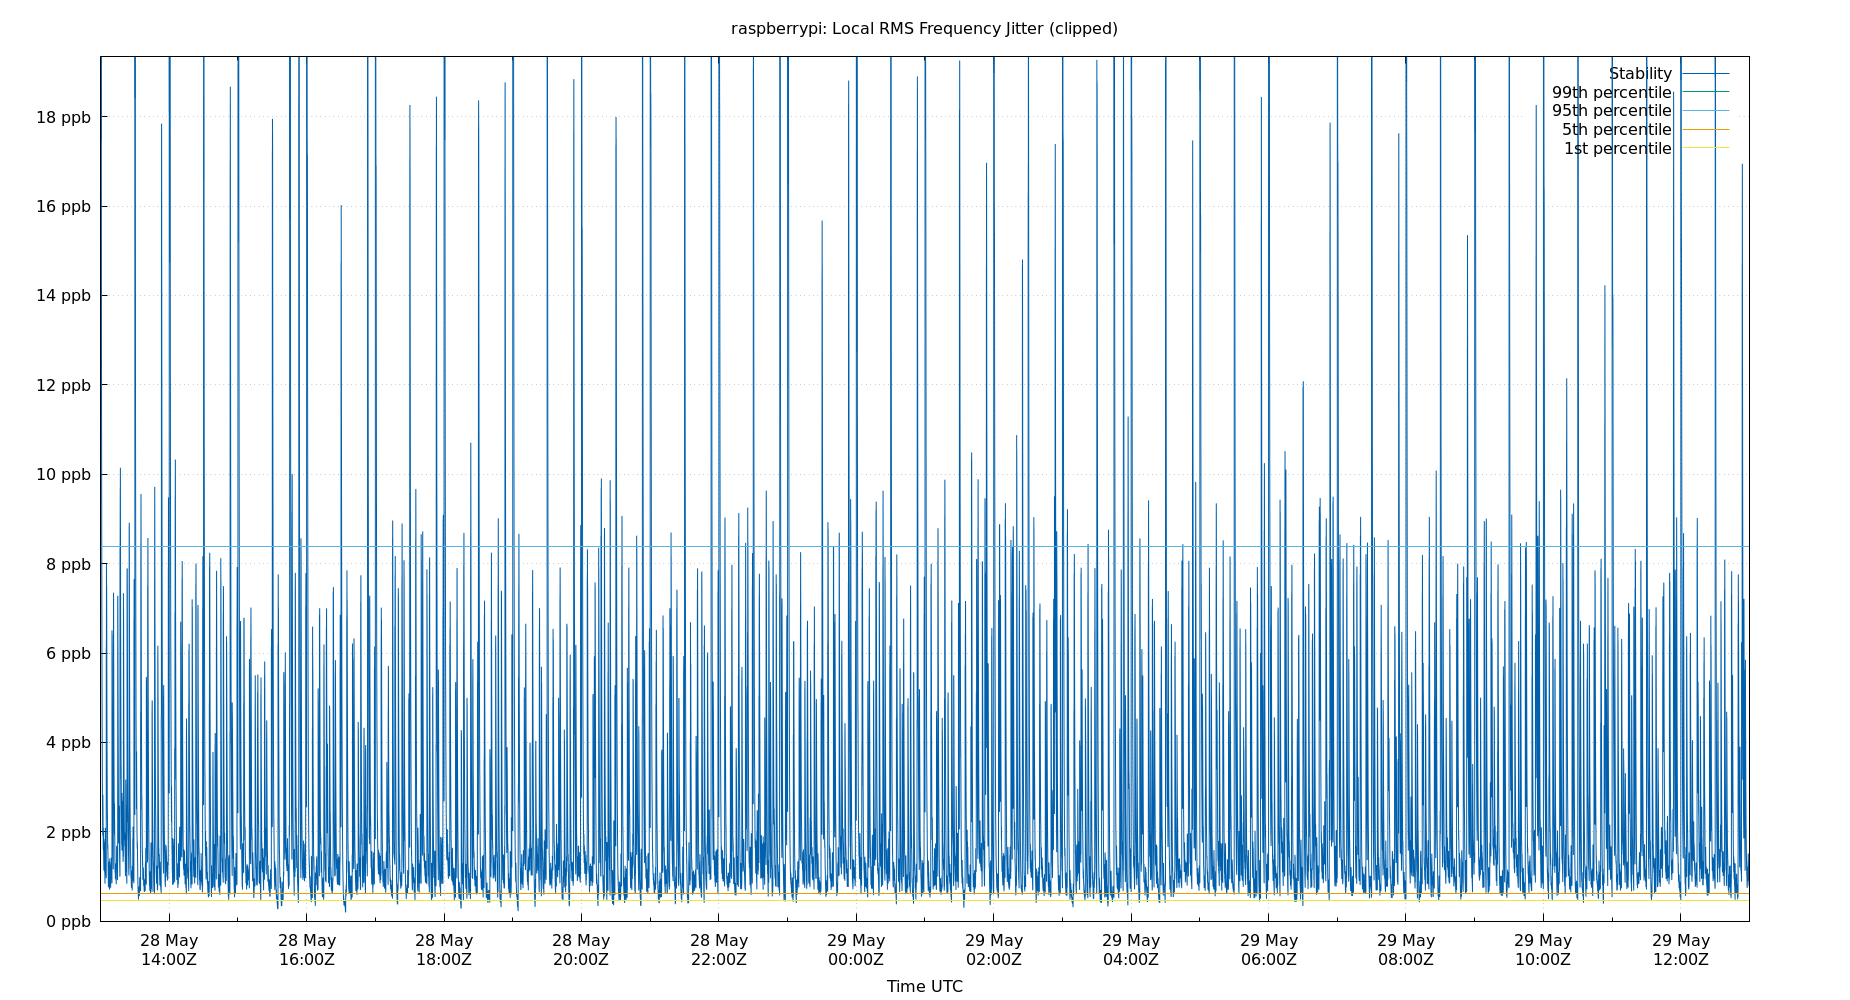 raspberrypi: Local RMS Frequency Jitter (clipped)
Stability
99th percentile
95th percentile
5th percentile
1st percentile
18 ppb
16 ppb
14 ppb
12 ppb
10 ppb
8 ppb
6 ppb
4 ppb
2 ppb
0 ppb
28 May 28 May 28 May 28 May 28 May 29 May 29 May 29 May 29 May 29 May 29 May 29 May
14:00Z 16:00Z 18:00Z 20:00Z 22:00Z 00:00Z 02:00Z 04:00Z 06:00Z 08:00Z 10:00Z 12:00Z
Time UTC